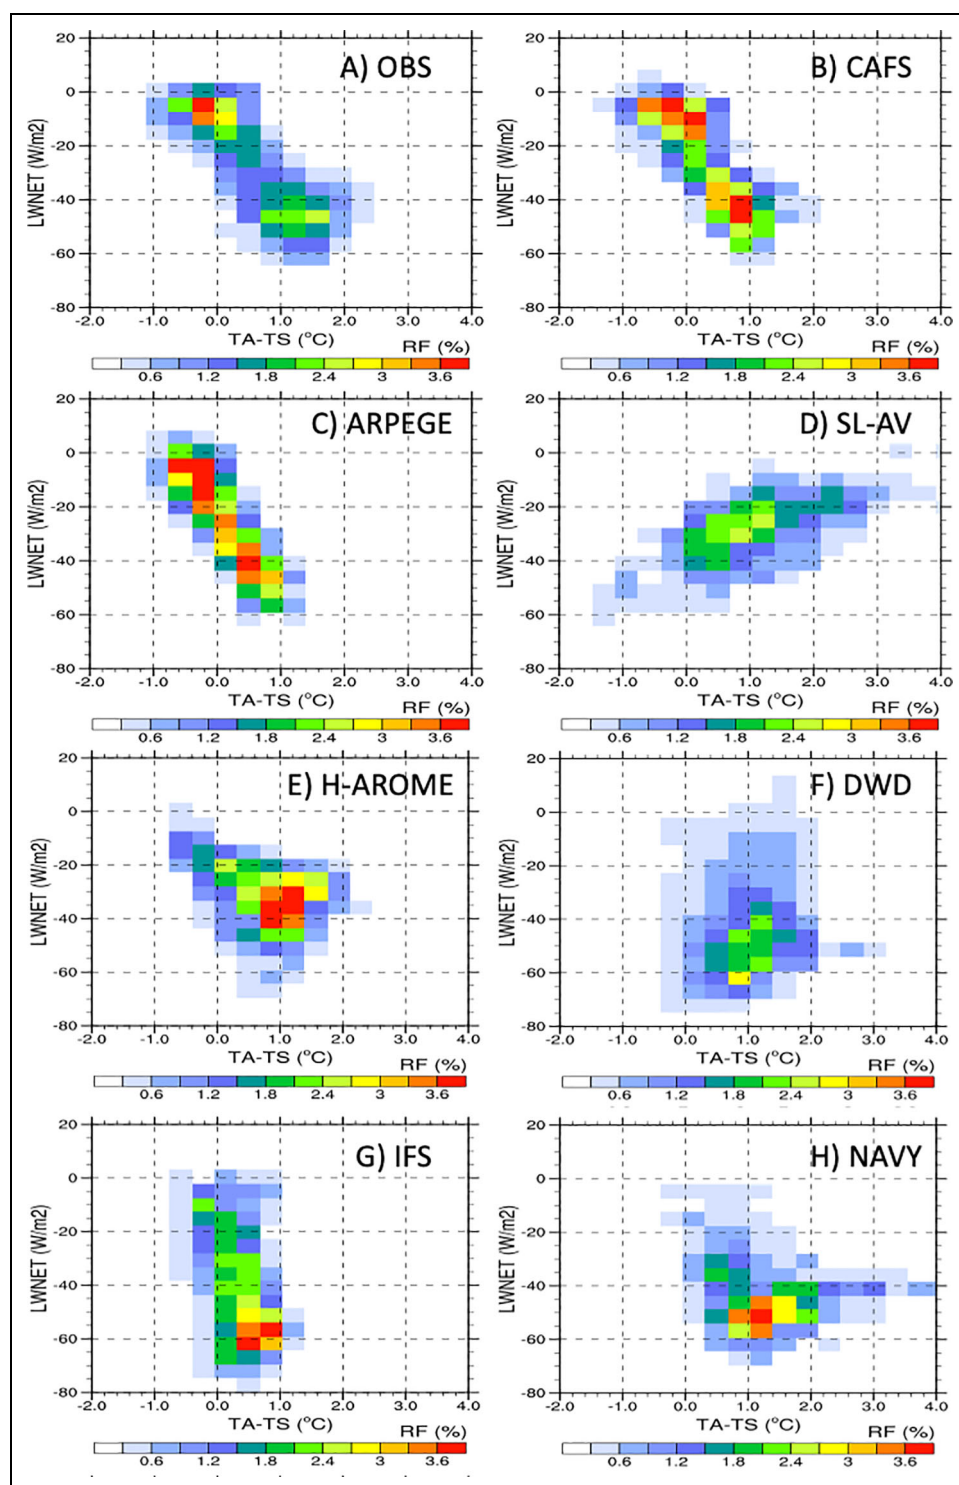 A) OBS
20
0
-20
-40
-60
-80
LWNET (W/m2)
-2.0 -1.0 0.0 1.0 2.0 3.0 4.0
TA-TS (°C)
RF (%)
0.6 1.2 1.8 2.4 3 3.6
B) CAFS
20
0
-20
-40
-60
-80
LWNET (W/m2)
-2.0 -1.0 0.0 1.0 2.0 3.0 4.0
TA-TS (°C)
RF (%)
0.6 1.2 1.8 2.4 3 3.6
C) ARPEGE
20
0
-20
-40
-60
-80
LWNET (W/m2)
-2.0 -1.0 0.0 1.0 2.0 3.0 4.0
TA-TS (°C)
RF (%)
0.6 1.2 1.8 2.4 3 3.6
D) SL-AV
20
0
-20
-40
-60
-80
LWNET (W/m2)
-2.0 -1.0 0.0 1.0 2.0 3.0 4.0
TA-TS (°C)
RF (%)
0.6 1.2 1.8 2.4 3 3.6
E) H-AROME
20
0
-20
-40
-60
-80
LWNET (W/m2)
-2.0 -1.0 0.0 1.0 2.0 3.0 4.0
TA-TS (°C)
RF (%)
0.6 1.2 1.8 2.4 3 3.6
F) DWD
20
0
-20
-40
-60
-80
LWNET (W/m2)
-2.0 -1.0 0.0 1.0 2.0 3.0 4.0
TA-TS (°C)
RF (%)
0.6 1.2 1.8 2.4 3 3.6
G) IFS
20
0
-20
-40
-60
-80
LWNET (W/m2)
-2.0 -1.0 0.0 1.0 2.0 3.0 4.0
TA-TS (°C)
RF (%)
0.6 1.2 1.8 2.4 3 3.6
H) NAVY
20
0
-20
-40
-60
-80
LWNET (W/m2)
-2.0 -1.0 0.0 1.0 2.0 3.0 4.0
TA-TS (°C)
RF (%)
0.6 1.2 1.8 2.4 3 3.6